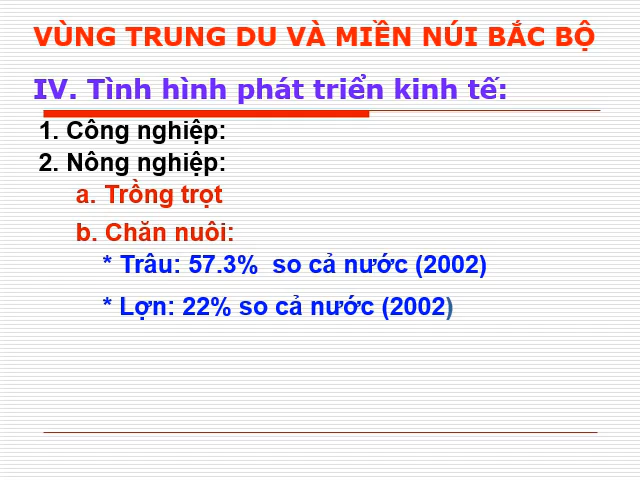 VÙNG TRUNG DU VÀ MIỀN NÚI BẮC BỘ
IV. Tình hình phát triển kinh tế:
1. Công nghiệp:
2. Nông nghiệp:
a. Trồng trọt
b. Chăn nuôi:
* Trâu: 57.3% so cả nước (2002)
* Lợn: 22% so cả nước (2002)